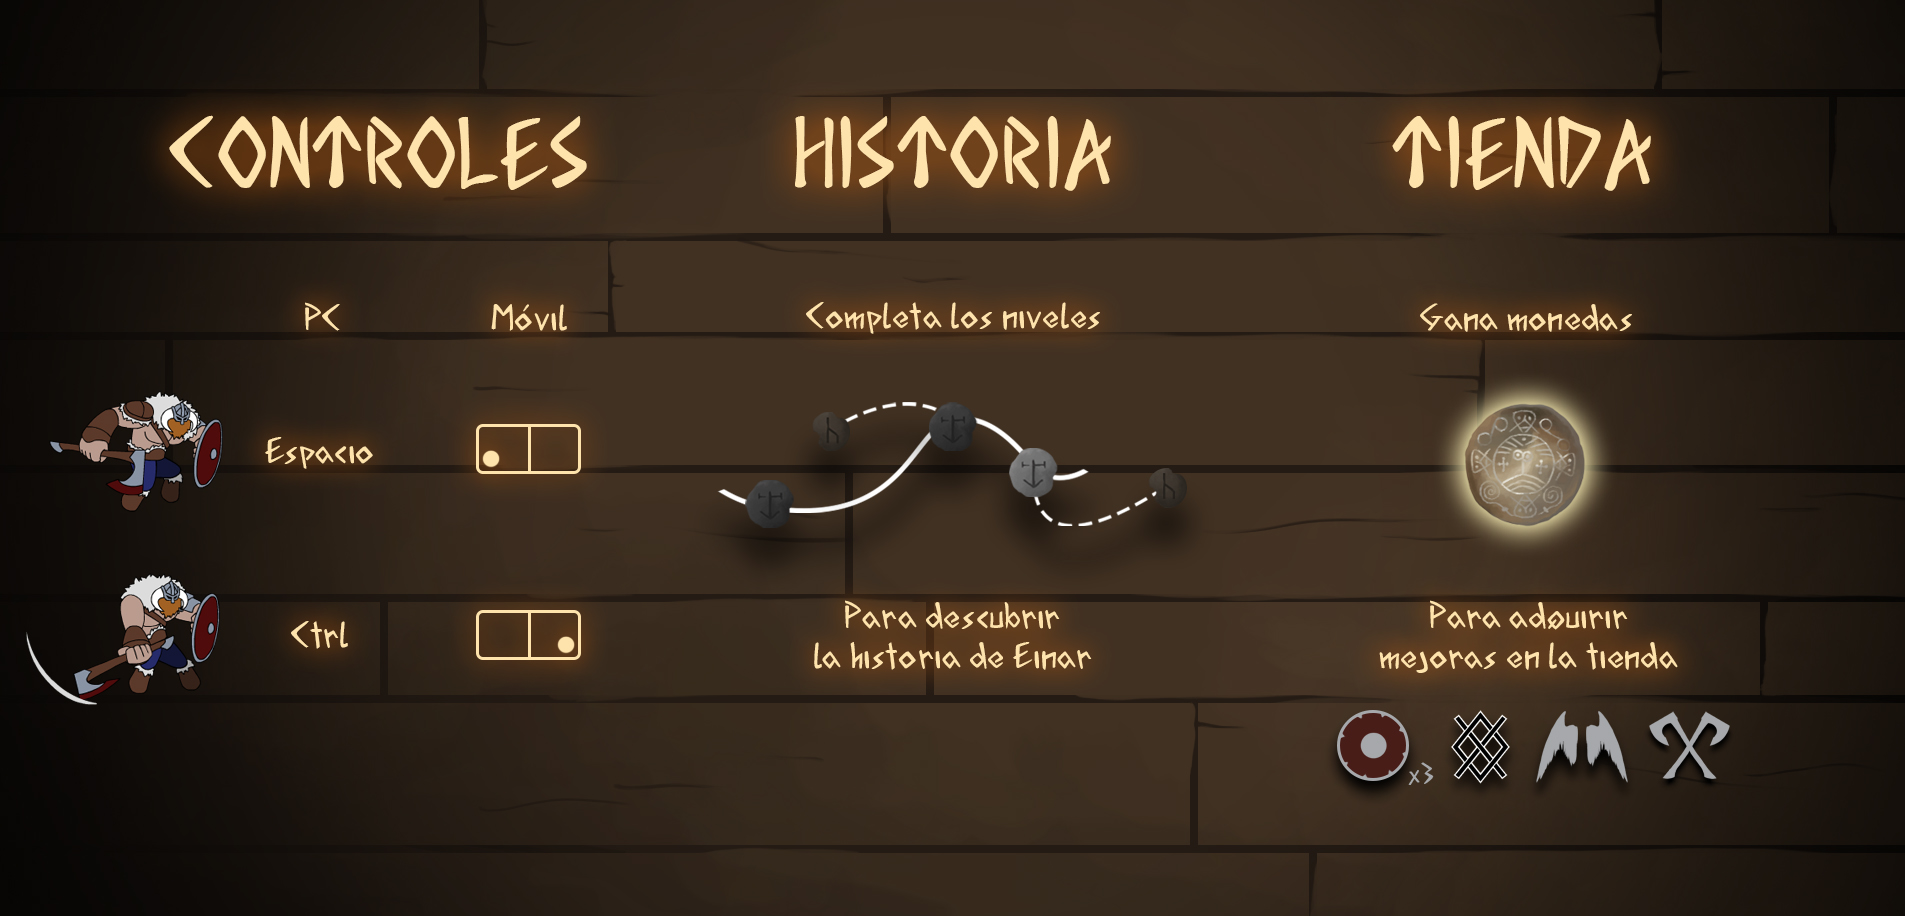 CONTROLES
PC
Móvil
Espacio
Ctrl
HISTORIA
Completa los niveles
Para descubrir
la historia de Einar
TIENDA
Gana monedas
Para adquirir
mejoras en la tienda
x3